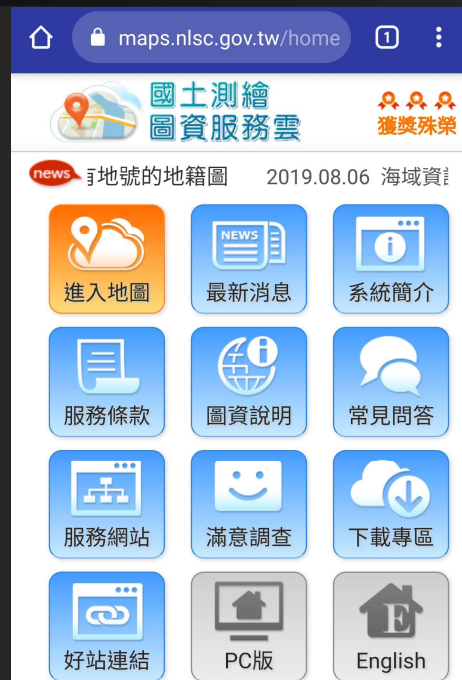 maps.nlsc.gov.tw/home
1
國土測繪
圖資服務雲
獲獎殊榮
news 有地號的地籍圖 2019.08.06 海域資
進入地圖
NEWS
最新消息
系統簡介
服務條款
圖資說明
常見問答
服務網站
滿意調查
下載專區
好站連結
PC版
E
English